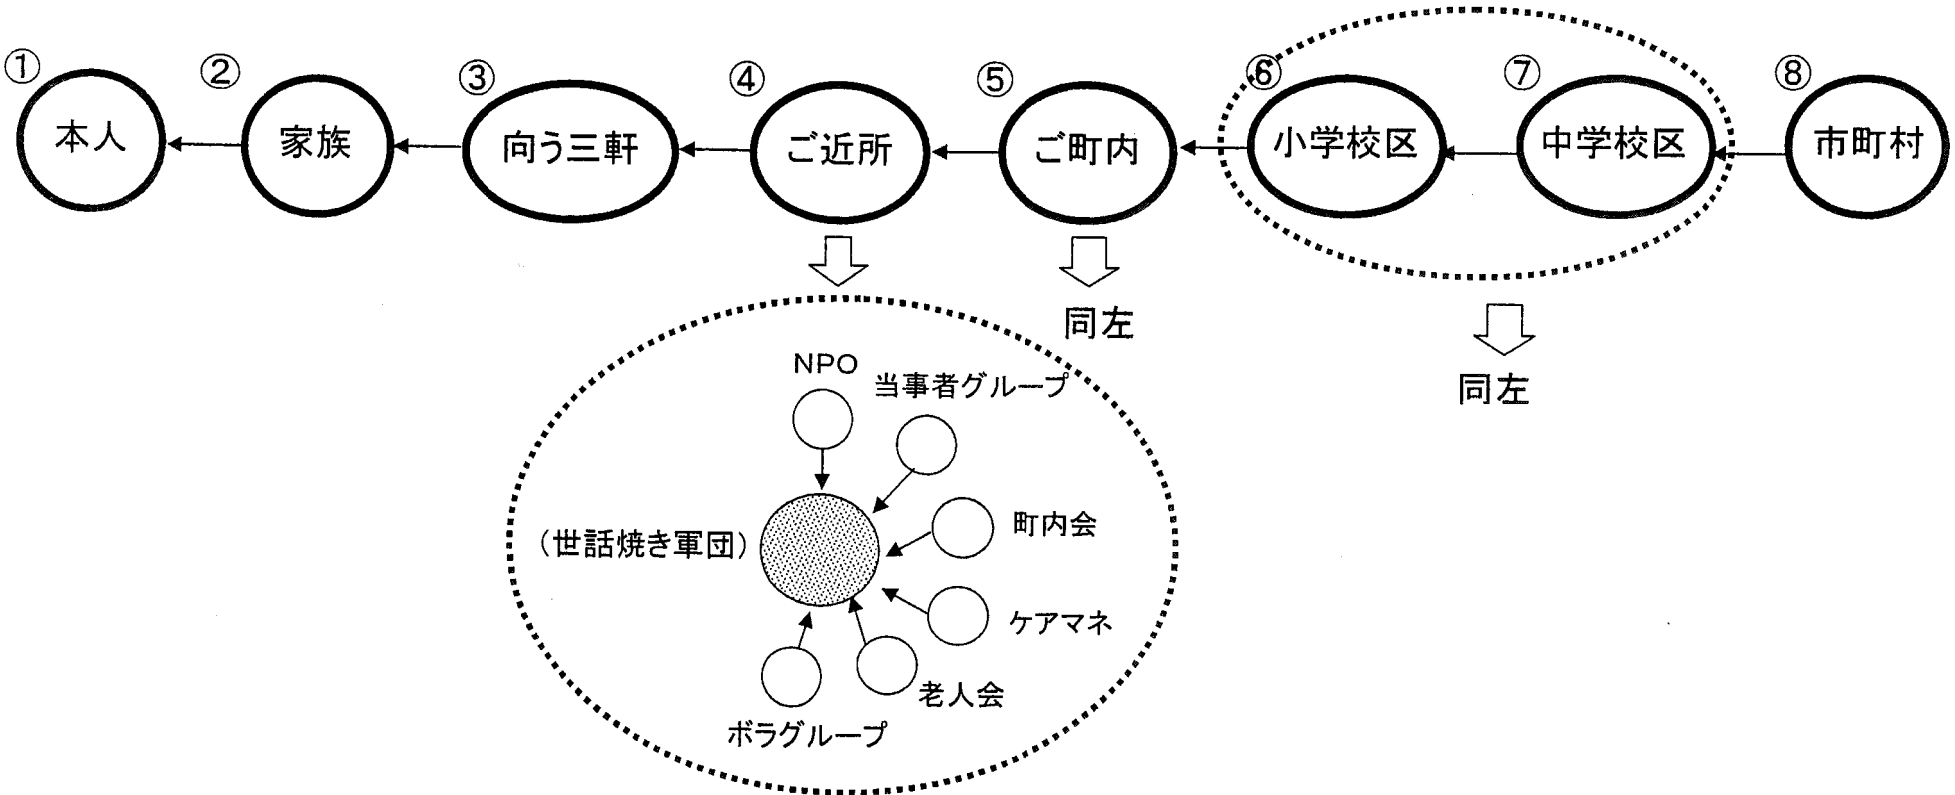 ① ② ③ ④ ⑤ ⑥ ⑦ ⑧
本人 家族 向う三軒 ご近所 ご町内 小学校区 中学校区 市町村
同左
同左
NPO
当事者グループ
町内会
(世話焼き軍団)
ケアマネ
老人会
ボラグループ